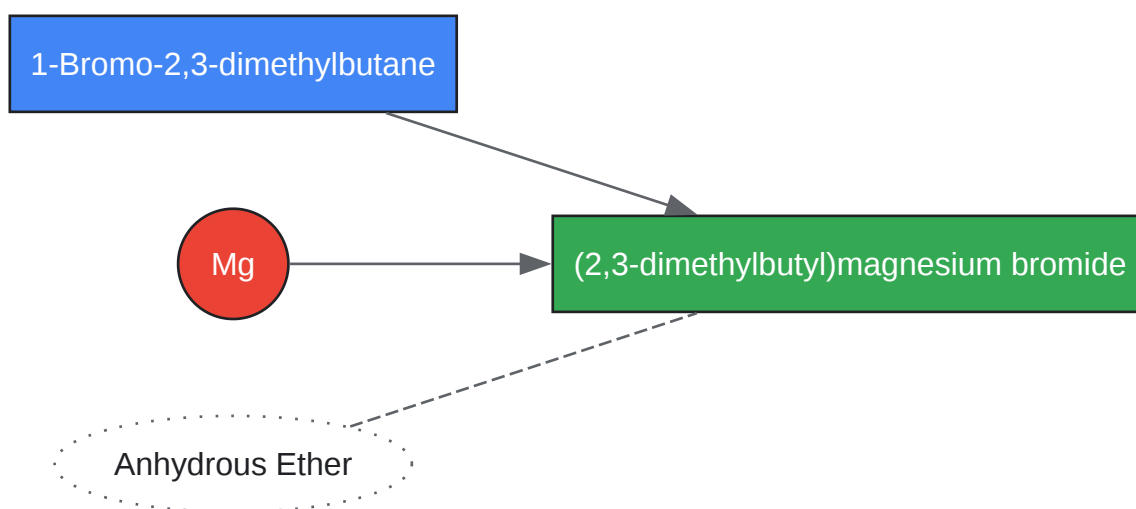 1-Bromo-2,3-dimethylbutane
Mg
(2,3-dimethylbutyl)magnesium bromide
Anhydrous Ether